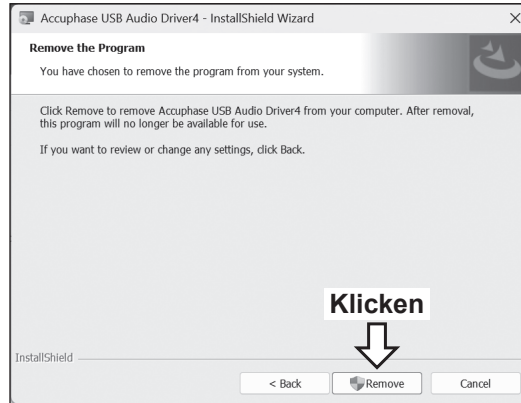 Accuphase USB Audio Driver4 - InstallShield Wizard
Remove the Program
You have chosen to remove the program from your system.
Click Remove to remove Accuphase USB Audio Driver4 from your computer. After removal,
this program will no longer be available for use.
If you want to review or change any settings, click Back.
Klicken
InstallShield
< Back
Remove
Cancel